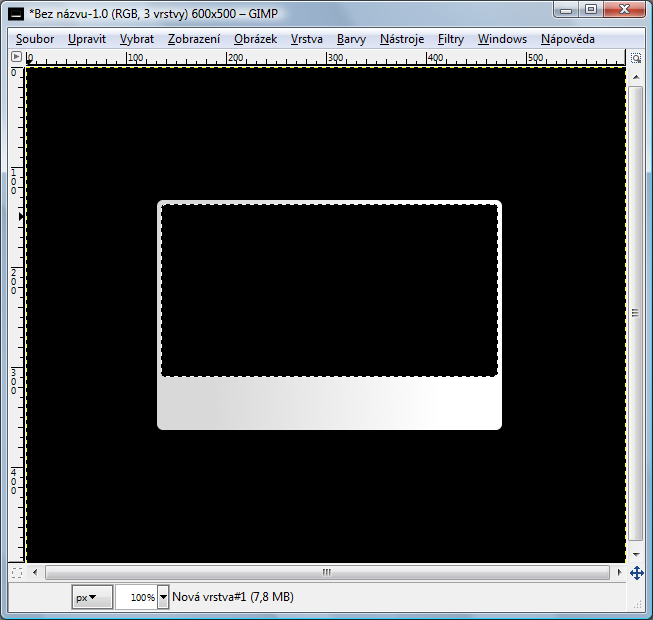 *Bez názvu-1.0 (RGB, 3 vrstvy) 600x500 – GIMP
Soubor Upravit Vybrat Zobrazení Obrázek Vrstva Barvy Nástroje Filtry Windows Nápověda
0 100 200 300 400 500
0
100
200
300
400
px 100% Nová vrstva#1 (7,8 MB)